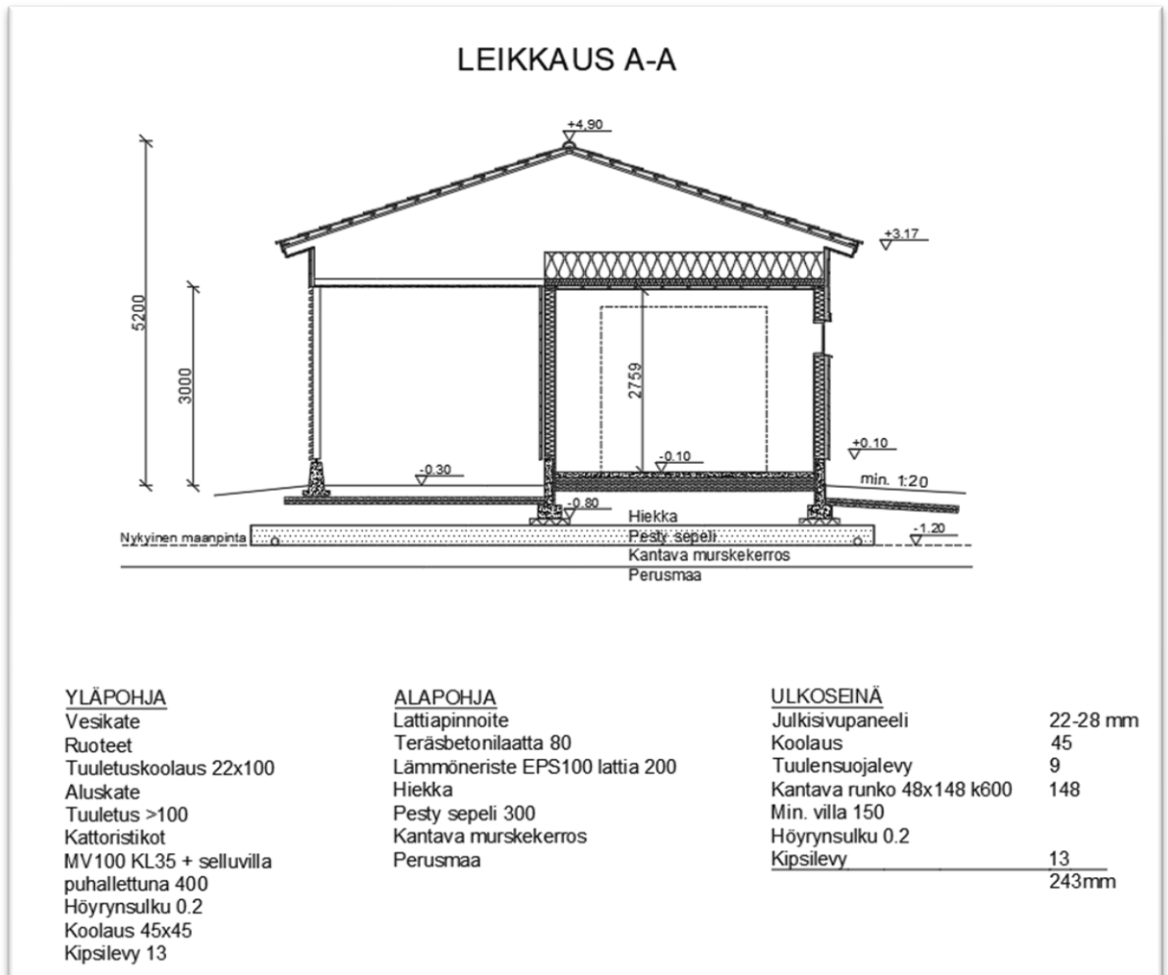 LEIKKAUS A-A
+4,90
+3.17
5200
3000
2759
+0.10
-0.30
-0.10
min. 1:20
-0.80
Hiekka
-1.20
Nykyinen maanpinta
Pesty sepeli
Kantava murskekerros
Perusmaa
YLÄPOHJA
Vesikate
Ruoteet
Tuuletuskoolaus 22x100
Aluskate
Tuuletus >100
Kattoristikot
MV100 KL35 + selluvilla
puhallettuna 400
Höyrynsulku 0.2
Koolaus 45x45
Kipsilevy 13
ALAPOHJA
Lattiapinnoite
Teräsbetonilaatta 80
Lämmöneriste EPS100 lattia 200
Hiekka
Pesty sepeli 300
Kantava murskekerros
Perusmaa
ULKOSEINÄ
Julkisivupaneeli 22-28 mm
Koolaus 45
Tuulensuojalevy 9
Kantava runko 48x148 k600 148
Min. villa 150
Höyrynsulku 0.2
Kipsilevy 13
243mm